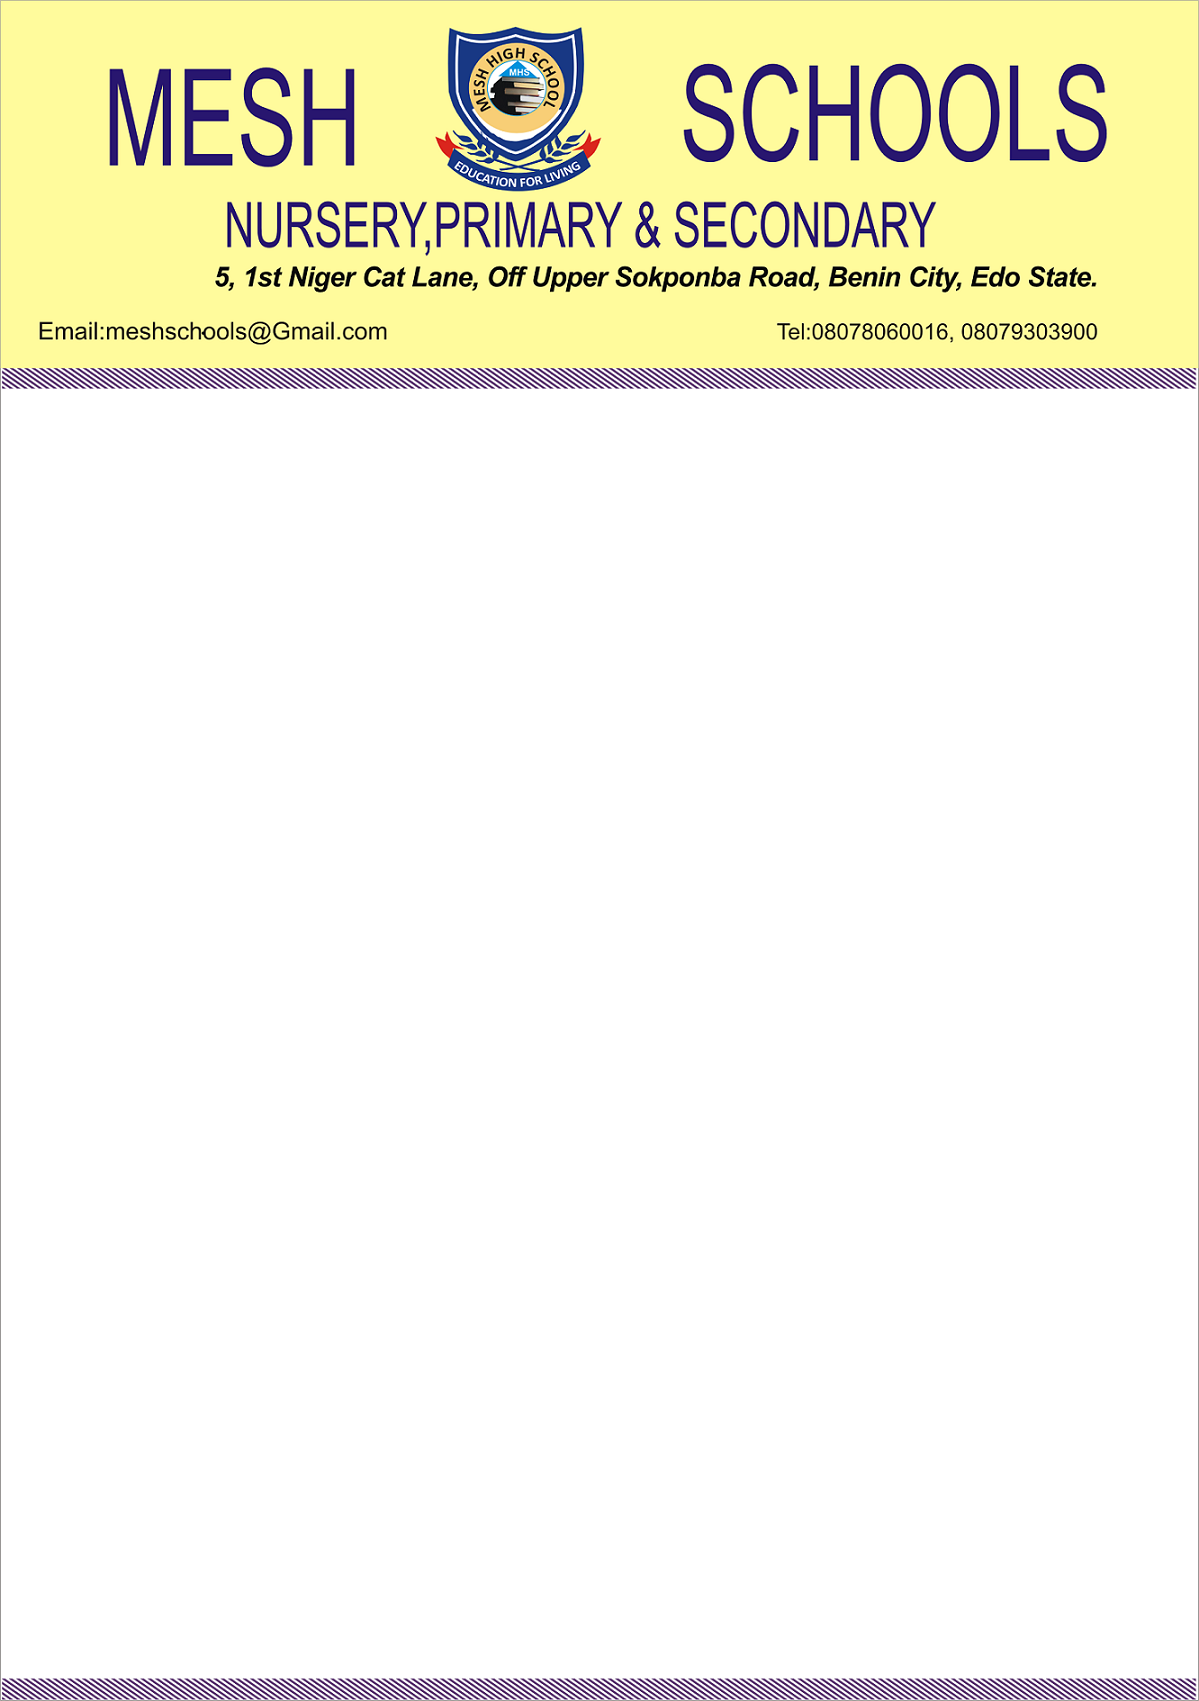 MESH SCHOOLS
MESH HIGH SCHOOL
MHS
EDUCATION FOR LIVING
NURSERY,PRIMARY & SECONDARY
5, 1st Niger Cat Lane, Off Upper Sokponba Road, Benin City, Edo State.
Email:meshschools@Gmail.com Tel:08078060016, 08079303900